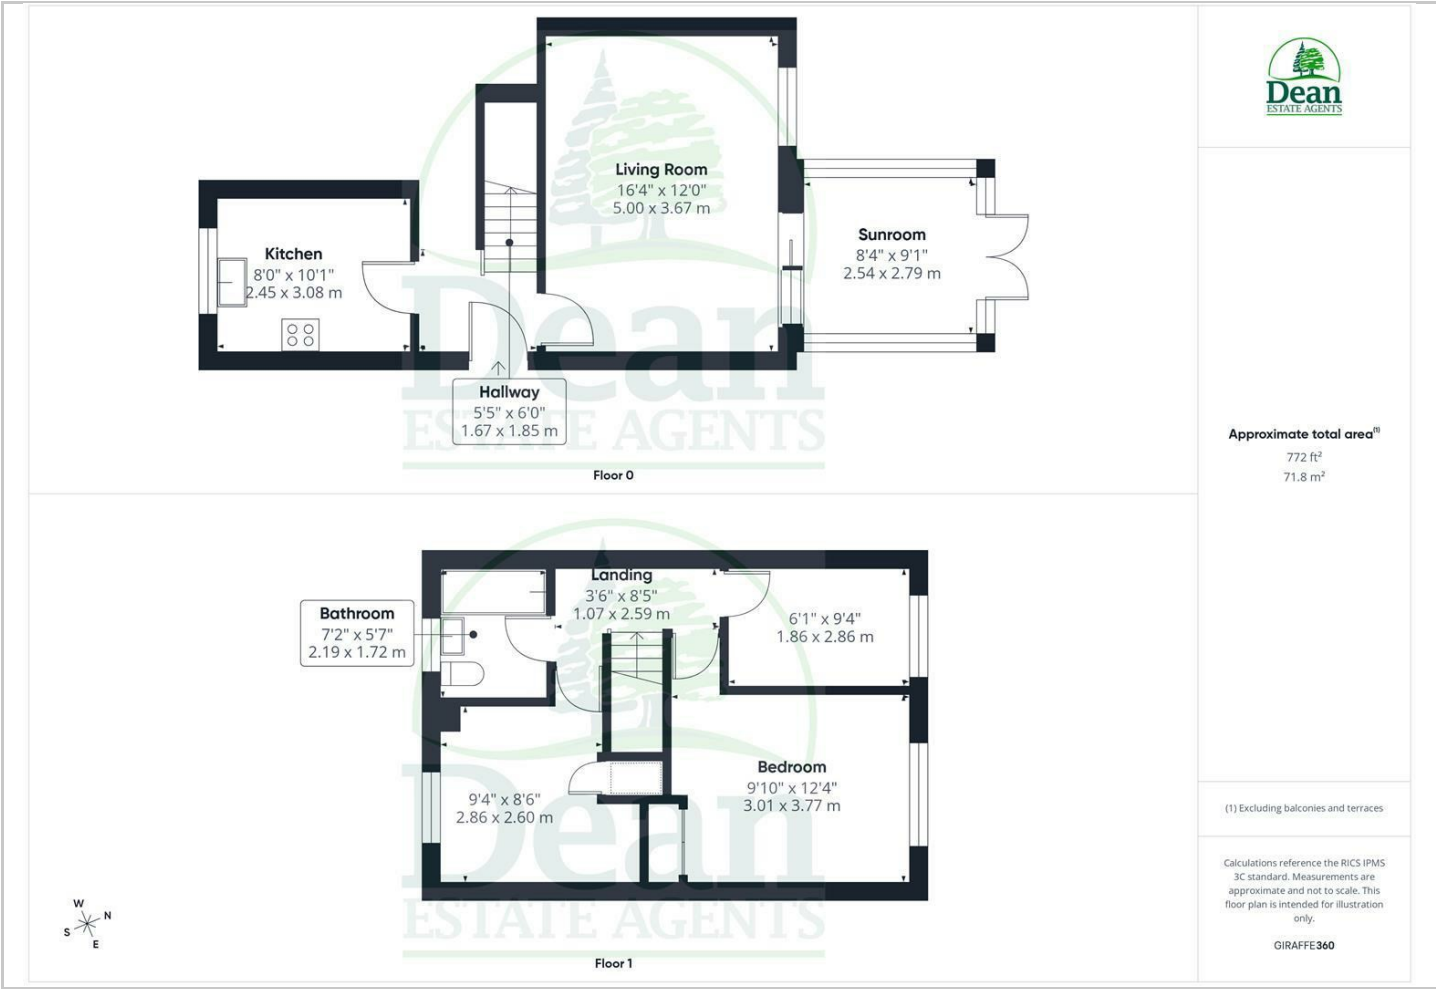 Dean
ESTATE AGENTS
Living Room
16'4" x 12'0"
5.00 x 3.67 m
Kitchen
8'0" x 10'1"
2.45 x 3.08 m
Sunroom
8'4" x 9'1"
2.54 x 2.79 m
Hallway
5'5" x 6'0"
1.67 x 1.85 m
Dean
ESTATE AGENTS
Floor 0
Approximate total area(1)
772 ft²
71.8 m²
Landing
3'6" x 8'5"
1.07 x 2.59 m
Bathroom
7'2" x 5'7"
2.19 x 1.72 m
6'1" x 9'4"
1.86 x 2.86 m
Bedroom
9'10" x 12'4"
3.01 x 3.77 m
9'4" x 8'6"
2.86 x 2.60 m
Dean
ESTATE AGENTS
W
N
S
E
Floor 1
(1) Excluding balconies and terraces
Calculations reference the RICS IPMS
3C standard. Measurements are
approximate and not to scale. This
floor plan is intended for illustration
only.
GIRAFFE360